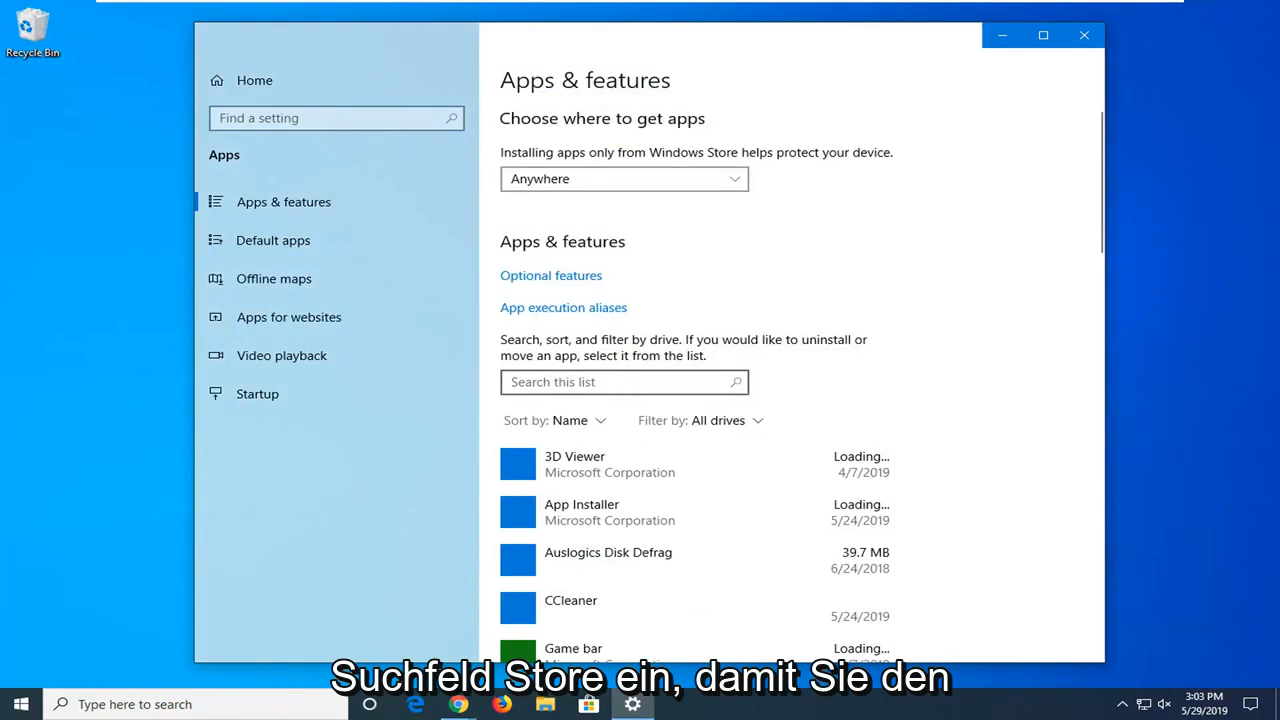 Recycle Bin
Home
Find a setting
Apps
Apps & features
Default apps
Offline maps
Apps for websites
Video playback
Startup
Apps & features
Choose where to get apps
Installing apps only from Windows Store helps protect your device.
Anywhere
Apps & features
Optional features
App execution aliases
Search, sort, and filter by drive. If you would like to uninstall or
move an app, select it from the list.
Search this list
Sort by: Name Filter by: All drives
3D Viewer Loading...
Microsoft Corporation 4/7/2019
App Installer Loading...
Microsoft Corporation 5/24/2019
Auslogics Disk Defrag 39.7 MB
6/24/2018
CCleaner
5/24/2019
Game bar Loading...
Suchfeld Store ein, damit Sie den
Type here to search
3:03 PM
5/29/2019